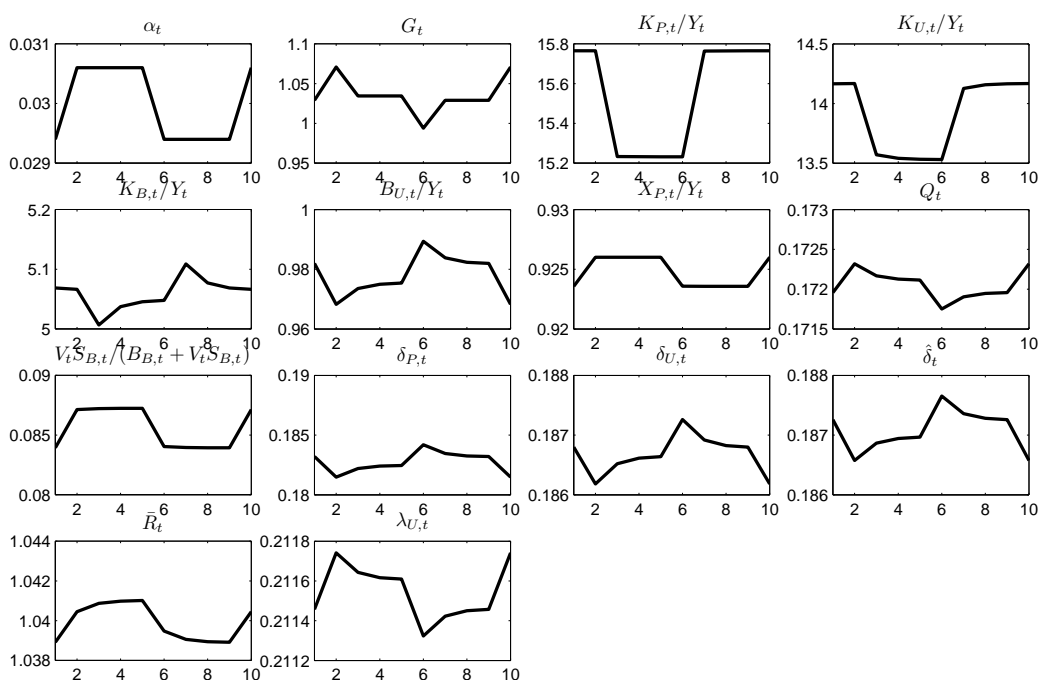 α_t G_t K_{P,t}/Y_t K_{U,t}/Y_t
0.031 1.1 15.8 14.5
1.05
0.03 1 15.6 14
15.4
0.029 0.95 15.2 13.5
2 4 6 8 10 2 4 6 8 10 2 4 6 8 10 2 4 6 8 10
K_{B,t}/Y_t B_{U,t}/Y_t X_{P,t}/Y_t Q_t
5.2 1 0.93 0.173
0.1725
5.1 0.98 0.925 0.172
5 0.96 0.92 0.1715
2 4 6 8 10 2 4 6 8 10 2 4 6 8 10 2 4 6 8 10
V_tS_{B,t}/(B_{B,t} + V_tS_{B,t}) δ_{P,t} δ_{U,t} δ̂_t
0.09 0.19 0.188 0.188
0.085 0.185 0.187 0.187
0.08 0.18 0.186 0.186
2 4 6 8 10 2 4 6 8 10 2 4 6 8 10 2 4 6 8 10
R̄_t λ_{U,t}
1.044 0.2118
1.042 0.2116
1.04 0.2114
1.038 0.2112
2 4 6 8 10 2 4 6 8 10